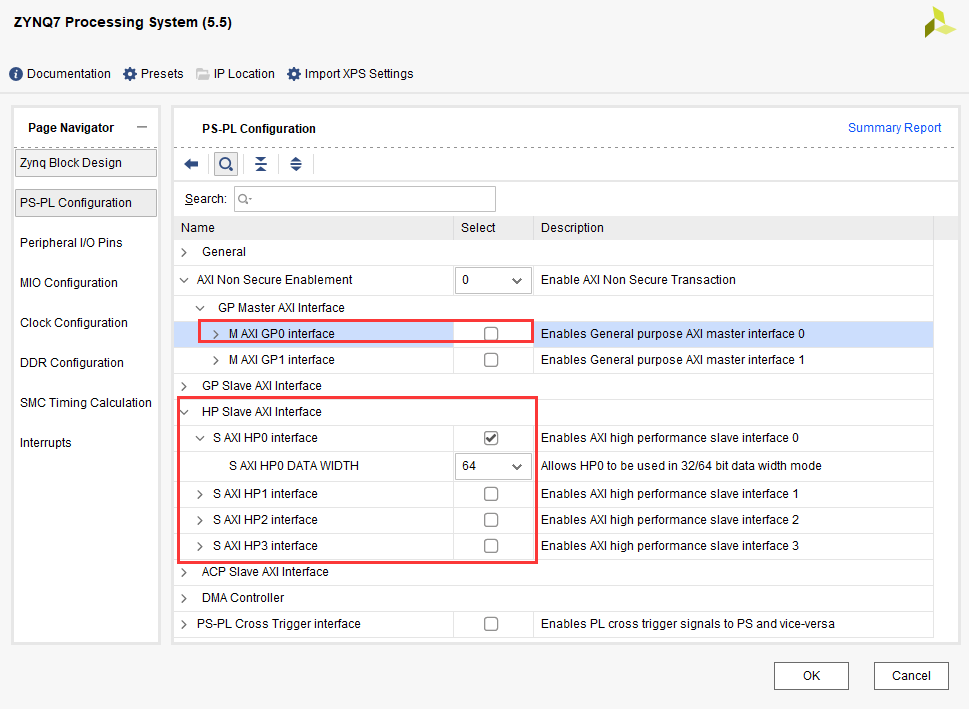 ZYNQ7 Processing System (5.5)
Documentation Presets IP Location Import XPS Settings
Page Navigator
Zynq Block Design
PS-PL Configuration
Peripheral I/O Pins
MIO Configuration
Clock Configuration
DDR Configuration
SMC Timing Calculation
Interrupts
PS-PL Configuration Summary Report
Search:
Name Select Description
General
AXI Non Secure Enablement 0 Enable AXI Non Secure Transaction
GP Master AXI Interface
M AXI GP0 interface Enables General purpose AXI master interface 0
M AXI GP1 interface Enables General purpose AXI master interface 1
GP Slave AXI Interface
HP Slave AXI Interface
S AXI HP0 interface Enables AXI high performance slave interface 0
S AXI HP0 DATA WIDTH 64 Allows HP0 to be used in 32/64 bit data width mode
S AXI HP1 interface Enables AXI high performance slave interface 1
S AXI HP2 interface Enables AXI high performance slave interface 2
S AXI HP3 interface Enables AXI high performance slave interface 3
ACP Slave AXI Interface
DMA Controller
PS-PL Cross Trigger interface Enables PL cross trigger signals to PS and vice-versa
OK Cancel